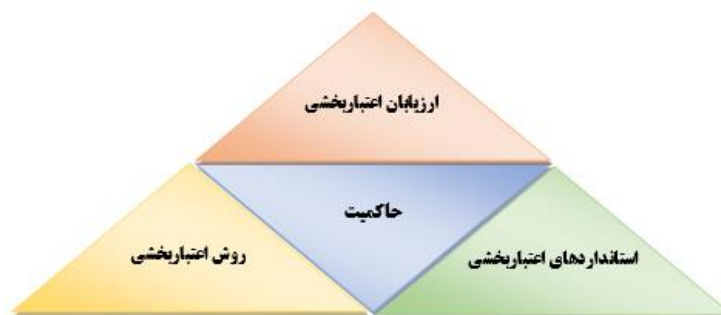 ارزیابان اعتباربخشی
حاکمیت
استانداردهای اعتباربخشی
روش اعتباربخشی